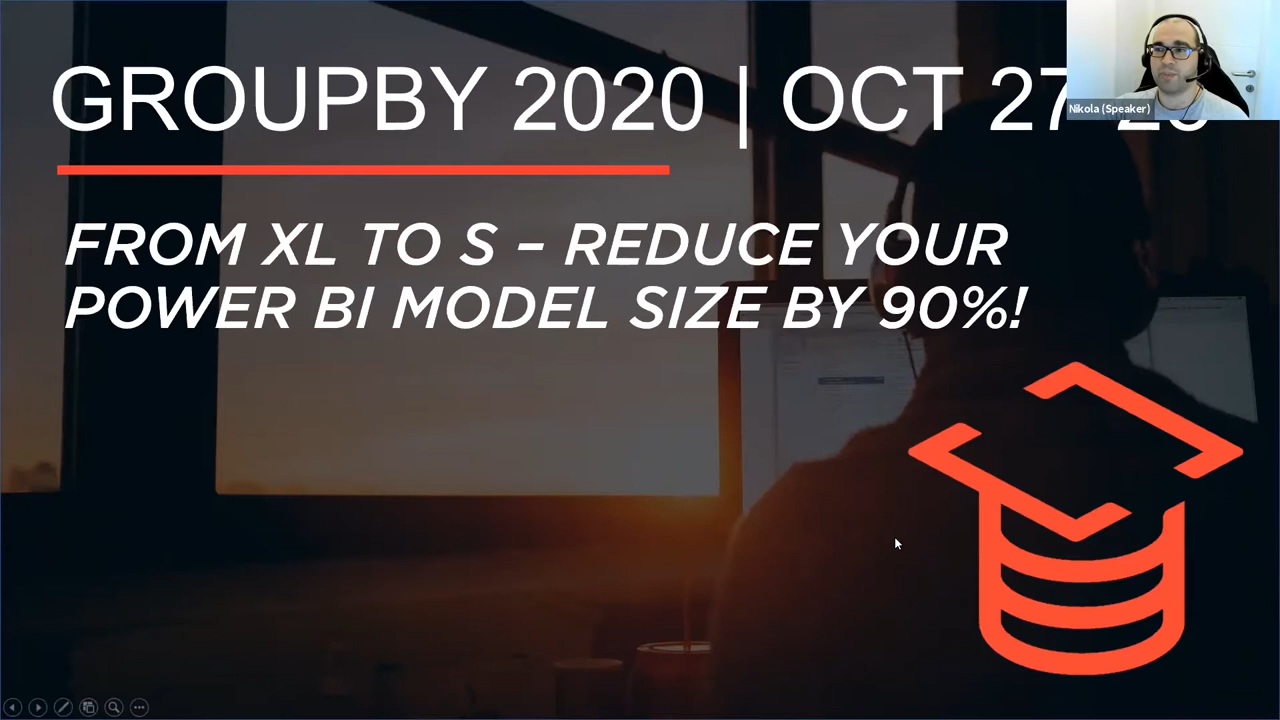 GROUPBY 2020 | OCT 27
Nikola (Speaker)
FROM XL TO S – REDUCE YOUR
POWER BI MODEL SIZE BY 90%!